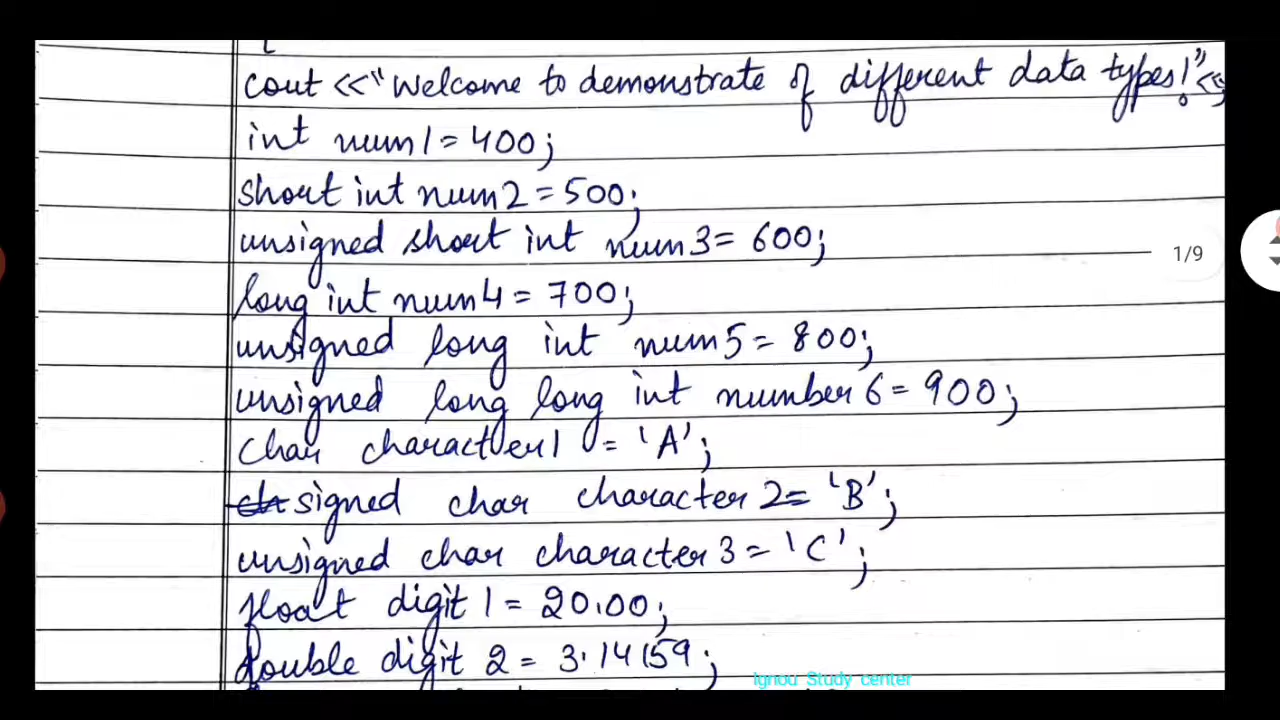 {
cout <<"Welcome to demonstrate of different data types!"<<
int num1 = 400;
short int num2 = 500;
unsigned short int num3 = 600;
1/9
long int num4 = 700;
unsigned long int num5 = 800;
unsigned long long int number6 = 900;
char character1 = 'A';
signed char character2 = 'B';
unsigned char character3 = 'C';
float digit1 = 20.00;
double digit 2 = 3.14159;
Ignou Study center